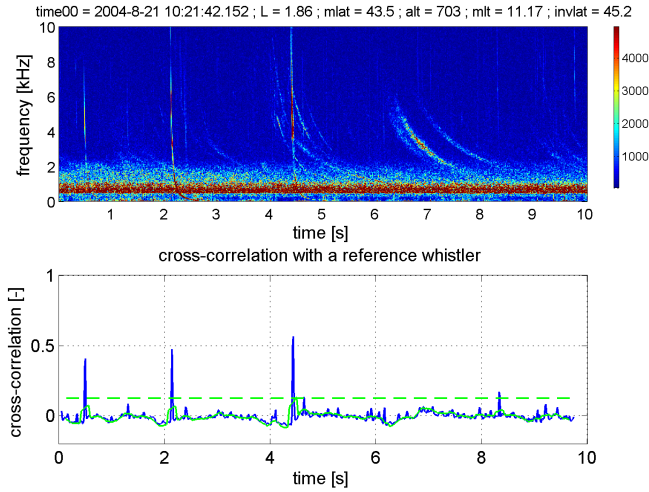 time00 = 2004-8-21 10:21:42.152 ; L = 1.86 ; mlat = 43.5 ; alt = 703 ; mlt = 11.17 ; invlat = 45.2
10
8
6
4
2
0
frequency [kHz]
4000
3000
2000
1000
1 2 3 4 5 6 7 8 9 10
time [s]
cross-correlation with a reference whistler
1
0.5
0
cross-correlation [-]
0 2 4 6 8 10
time [s]